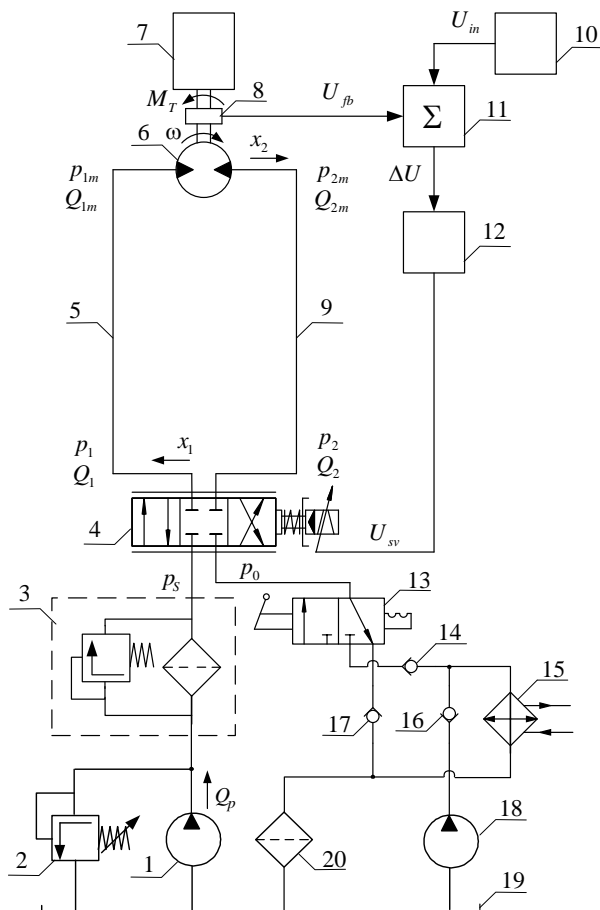 7
U_in
10
M_T
8
U_fb
Σ
11
6
ω
x_2
p_1m
Q_1m
p_2m
Q_2m
ΔU
12
5
9
p_1
Q_1
x_1
p_2
Q_2
4
U_sv
p_S
p_0
13
3
14
15
17
16
Q_p
2
1
20
18
19